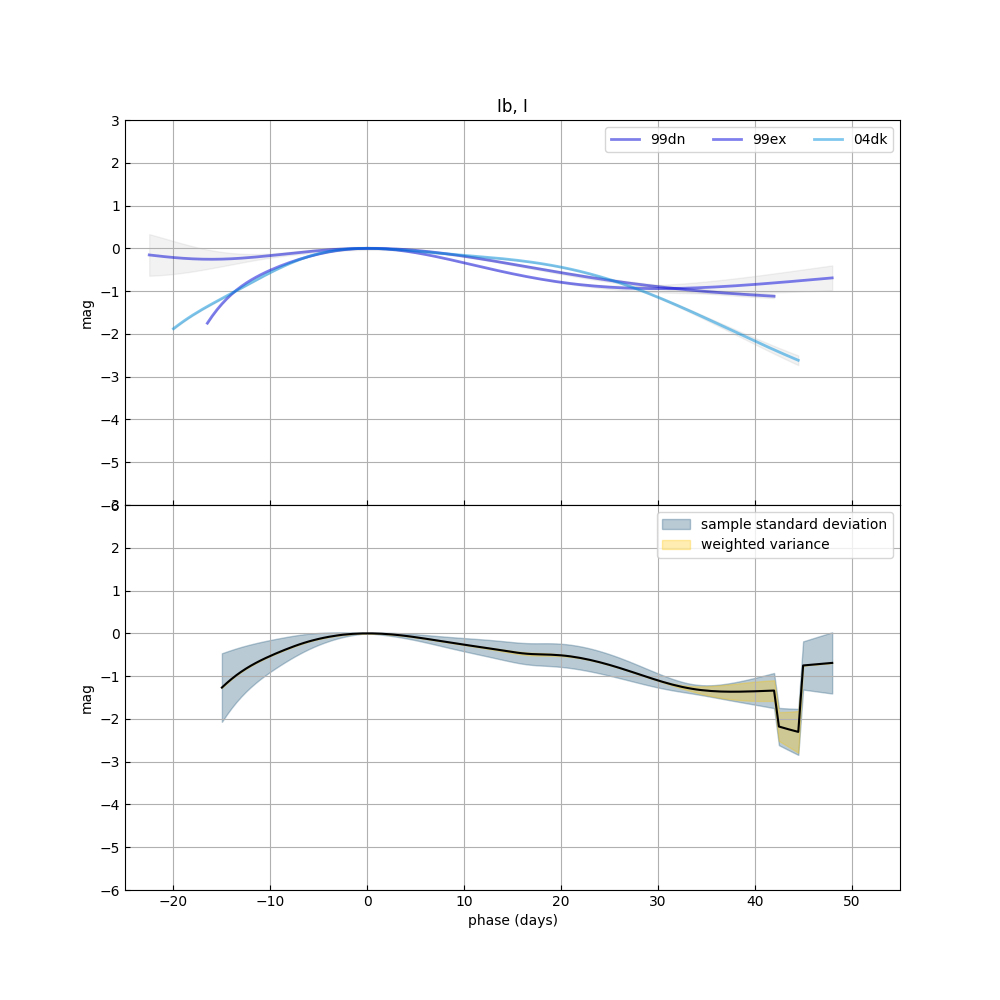 Ib, I
3
99dn 99ex 04dk
2
1
0
−1
−2
−3
−4
−5
−6
mag
3
sample standard deviation
2
weighted variance
1
0
−1
−2
−3
−4
−5
−6
mag
−20 −10 0 10 20 30 40 50
phase (days)